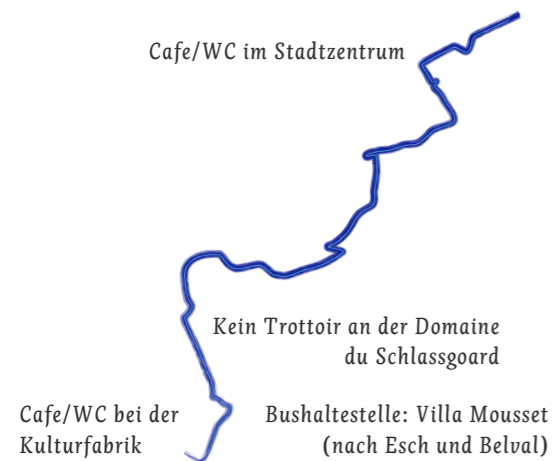 Cafe/WC im Stadtzentrum
Kein Trottoir an der Domaine
du Schlassgoard
Cafe/WC bei der
Kulturfabrik
Bushaltestelle: Villa Mousset
(nach Esch und Belval)